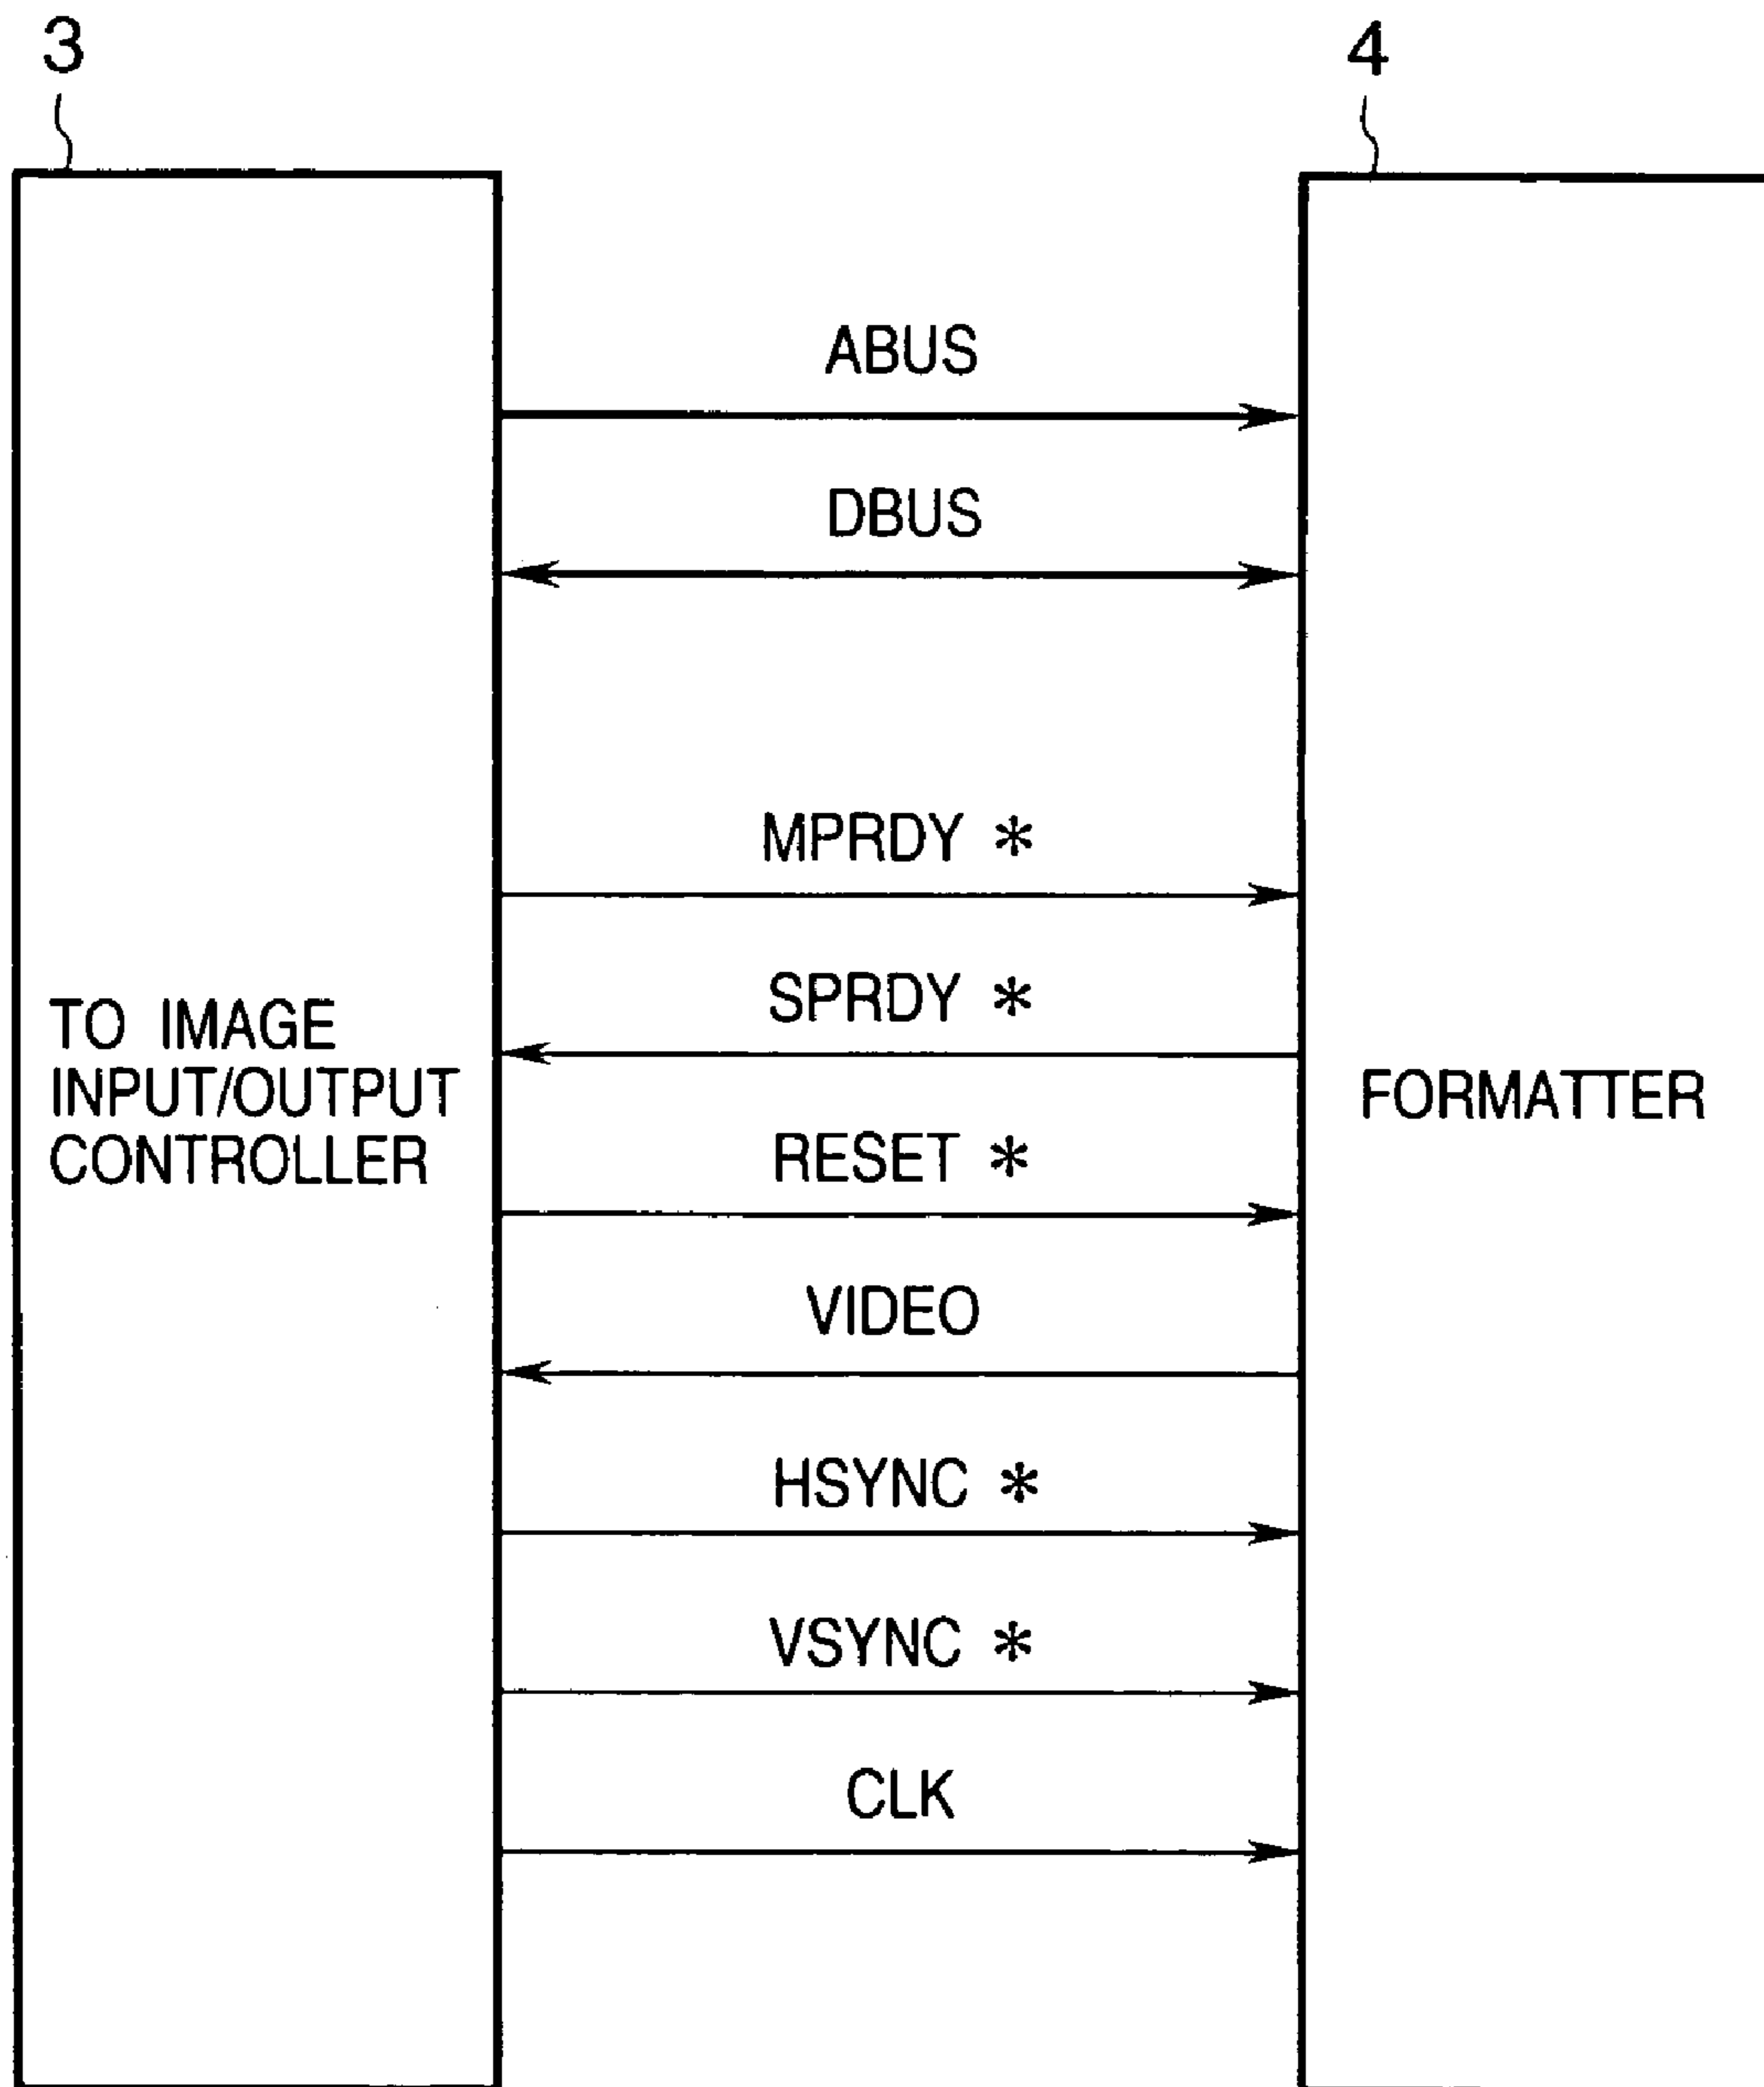 3
4
ABUS
DBUS
MPRDY *
SPRDY *
TO IMAGE
INPUT/OUTPUT
CONTROLLER
FORMATTER
RESET *
VIDEO
HSYNC *
VSYNC *
CLK